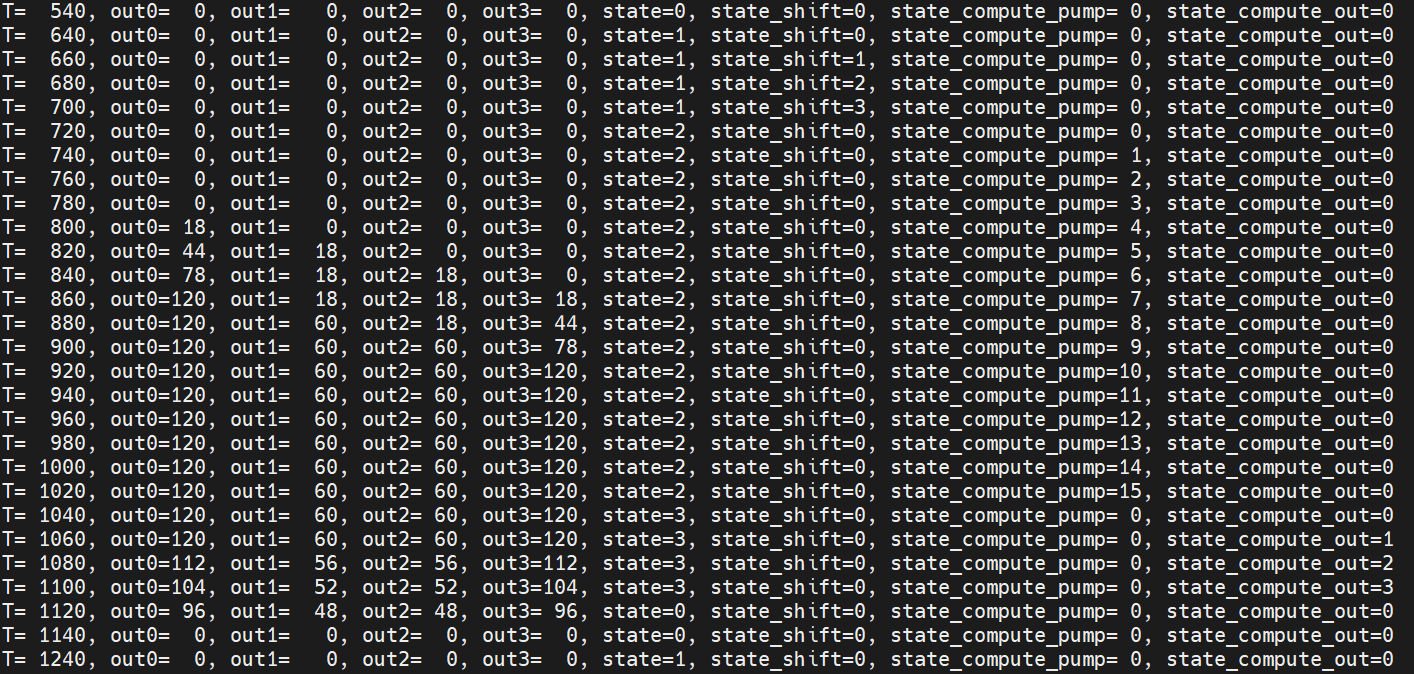 T=  540, out0=  0, out1=   0, out2=  0, out3=  0, state=0, state_shift=0, state_compute_pump= 0, state_compute_out=0
T=  640, out0=  0, out1=   0, out2=  0, out3=  0, state=1, state_shift=0, state_compute_pump= 0, state_compute_out=0
T=  660, out0=  0, out1=   0, out2=  0, out3=  0, state=1, state_shift=1, state_compute_pump= 0, state_compute_out=0
T=  680, out0=  0, out1=   0, out2=  0, out3=  0, state=1, state_shift=2, state_compute_pump= 0, state_compute_out=0
T=  700, out0=  0, out1=   0, out2=  0, out3=  0, state=1, state_shift=3, state_compute_pump= 0, state_compute_out=0
T=  720, out0=  0, out1=   0, out2=  0, out3=  0, state=2, state_shift=0, state_compute_pump= 0, state_compute_out=0
T=  740, out0=  0, out1=   0, out2=  0, out3=  0, state=2, state_shift=0, state_compute_pump= 1, state_compute_out=0
T=  760, out0=  0, out1=   0, out2=  0, out3=  0, state=2, state_shift=0, state_compute_pump= 2, state_compute_out=0
T=  780, out0=  0, out1=   0, out2=  0, out3=  0, state=2, state_shift=0, state_compute_pump= 3, state_compute_out=0
T=  800, out0= 18, out1=   0, out2=  0, out3=  0, state=2, state_shift=0, state_compute_pump= 4, state_compute_out=0
T=  820, out0= 44, out1=  18, out2=  0, out3=  0, state=2, state_shift=0, state_compute_pump= 5, state_compute_out=0
T=  840, out0= 78, out1=  18, out2= 18, out3=  0, state=2, state_shift=0, state_compute_pump= 6, state_compute_out=0
T=  860, out0=120, out1=  18, out2= 18, out3= 18, state=2, state_shift=0, state_compute_pump= 7, state_compute_out=0
T=  880, out0=120, out1=  60, out2= 18, out3= 44, state=2, state_shift=0, state_compute_pump= 8, state_compute_out=0
T=  900, out0=120, out1=  60, out2= 60, out3= 78, state=2, state_shift=0, state_compute_pump= 9, state_compute_out=0
T=  920, out0=120, out1=  60, out2= 60, out3=120, state=2, state_shift=0, state_compute_pump=10, state_compute_out=0
T=  940, out0=120, out1=  60, out2= 60, out3=120, state=2, state_shift=0, state_compute_pump=11, state_compute_out=0
T=  960, out0=120, out1=  60, out2= 60, out3=120, state=2, state_shift=0, state_compute_pump=12, state_compute_out=0
T=  980, out0=120, out1=  60, out2= 60, out3=120, state=2, state_shift=0, state_compute_pump=13, state_compute_out=0
T= 1000, out0=120, out1=  60, out2= 60, out3=120, state=2, state_shift=0, state_compute_pump=14, state_compute_out=0
T= 1020, out0=120, out1=  60, out2= 60, out3=120, state=2, state_shift=0, state_compute_pump=15, state_compute_out=0
T= 1040, out0=120, out1=  60, out2= 60, out3=120, state=3, state_shift=0, state_compute_pump= 0, state_compute_out=0
T= 1060, out0=120, out1=  60, out2= 60, out3=120, state=3, state_shift=0, state_compute_pump= 0, state_compute_out=1
T= 1080, out0=112, out1=  56, out2= 56, out3=112, state=3, state_shift=0, state_compute_pump= 0, state_compute_out=2
T= 1100, out0=104, out1=  52, out2= 52, out3=104, state=3, state_shift=0, state_compute_pump= 0, state_compute_out=3
T= 1120, out0= 96, out1=  48, out2= 48, out3= 96, state=0, state_shift=0, state_compute_pump= 0, state_compute_out=0
T= 1140, out0=  0, out1=   0, out2=  0, out3=  0, state=0, state_shift=0, state_compute_pump= 0, state_compute_out=0
T= 1240, out0=  0, out1=   0, out2=  0, out3=  0, state=1, state_shift=0, state_compute_pump= 0, state_compute_out=0